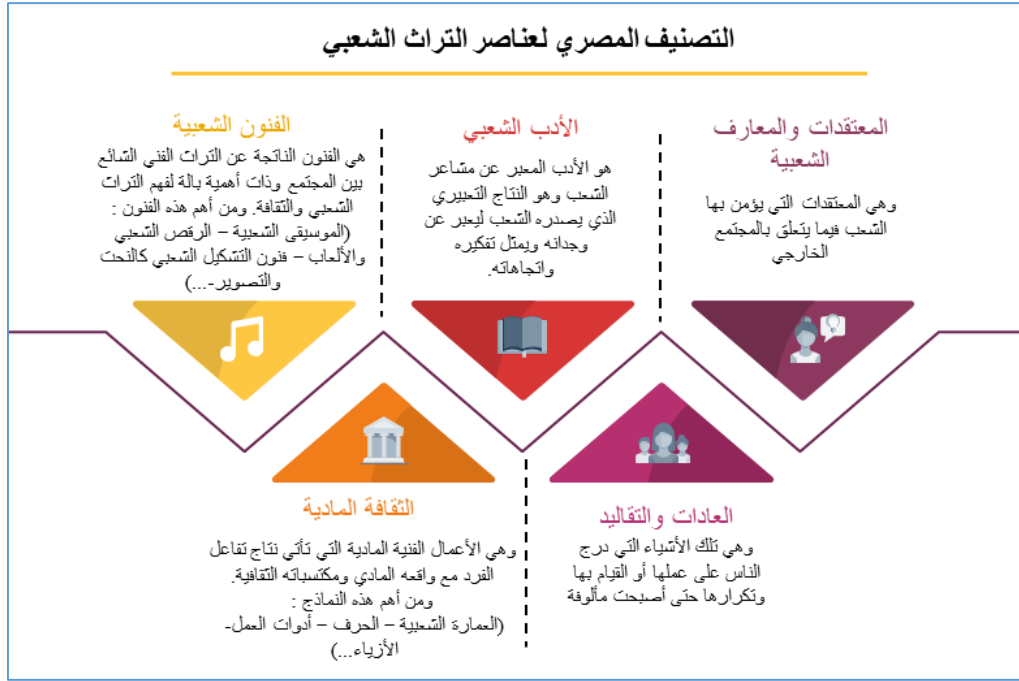 التصنيف المصري لعناصر التراث الشعبي
المعتقدات والمعارف
الشعبية
وهي المعتقدات التي يؤمن بها
الشعب فيما يتعلق بالمجتمع
الخارجي
العادات والتقاليد
وهي تلك الأشياء التي درج
الناس على عملها أو القيام بها
وتكرارها حتى أصبحت مألوفة
الأدب الشعبي
هو الأدب المعبر عن مشاعر
الشعب وهو النتاج التعبيري
الذي يصدره الشعب ليعبر عن
وجدانه ويمثل تفكيره
واتجاهاته.
الثقافة المادية
وهي الأعمال الفنية المادية التي تأتي نتاج تفاعل
الفرد مع واقعه المادي ومكتسباته الثقافية.
ومن أهم هذه النماذج :
(العمارة الشعبية – الحرف – أدوات العمل-
الأزياء...)
الفنون الشعبية
هي الفنون الناتجة عن التراث الفني الشائع
بين المجتمع وذات أهمية بالة لفهم التراث
الشعبي والثقافة. ومن أهم هذه الفنون :
(الموسيقى الشعبية – الرقص الشعبي
والألعاب – فنون التشكيل الشعبي كالنحت
والتصوير-...)